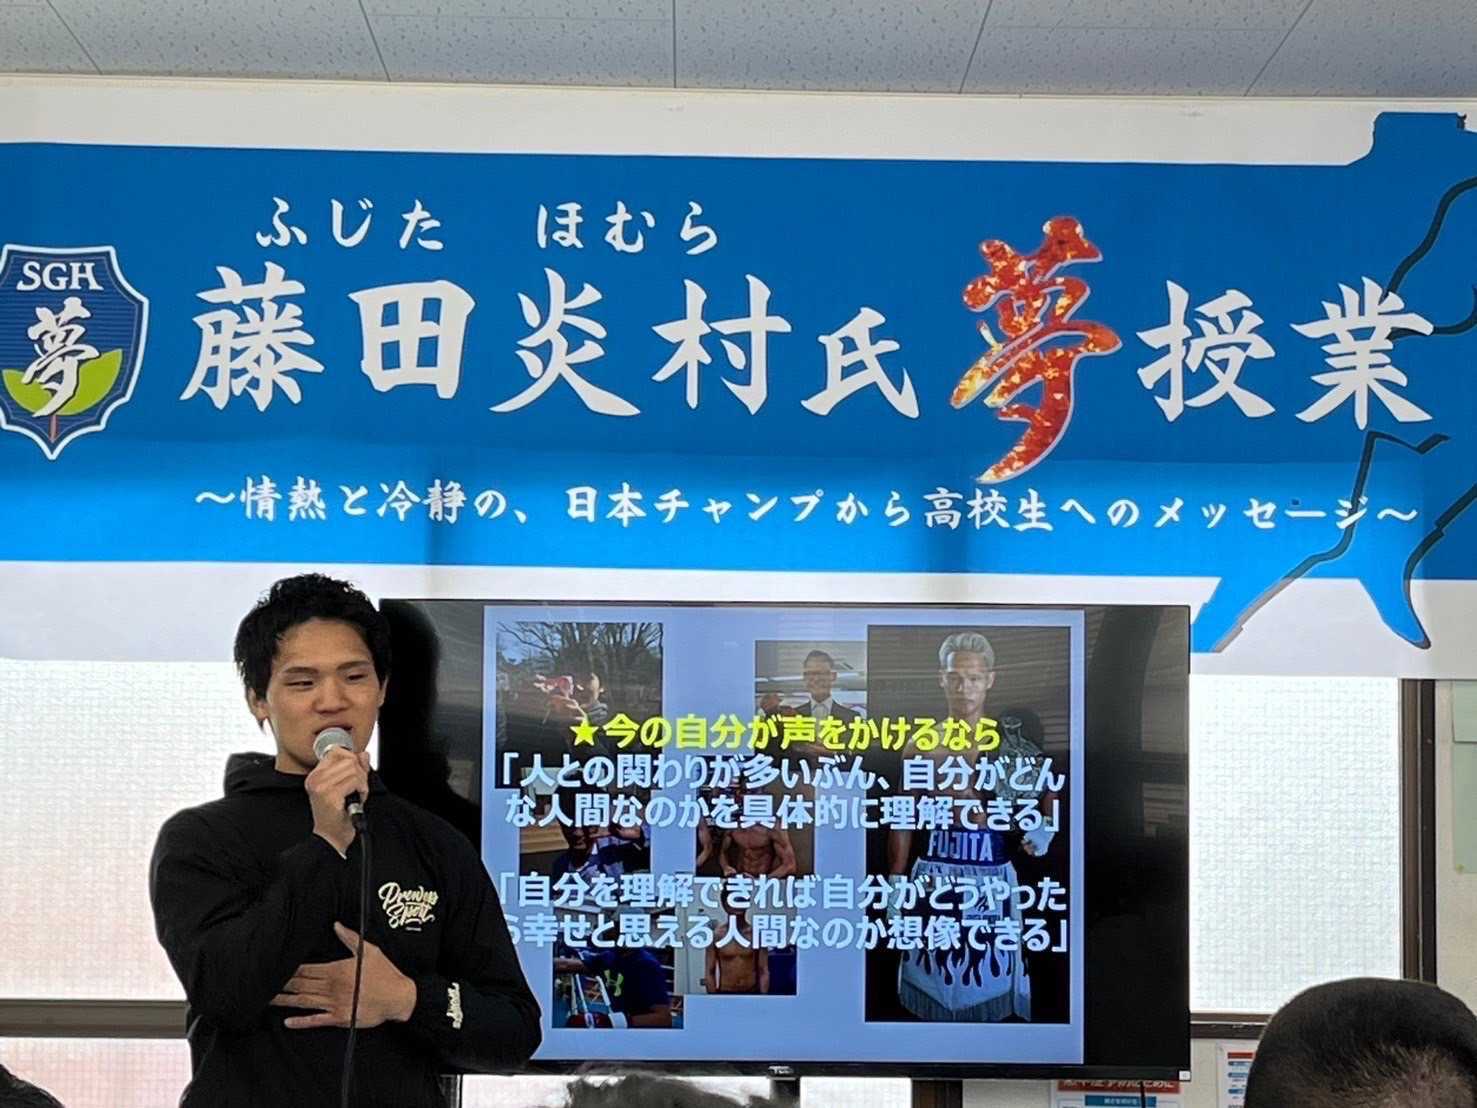 ふじた ほむら
SGH
夢
藤田炎村氏夢授業
～情熱と冷静の、日本チャンプから高校生へのメッセージ～
★今の自分が声をかけるなら
「人との関わりが多いぶん、自分がどん
な人間なのかを具体的に理解できる」
FUJITA
「自分を理解できれば自分がどうやった
ら幸せと思える人間なのか想像できる」
TCL